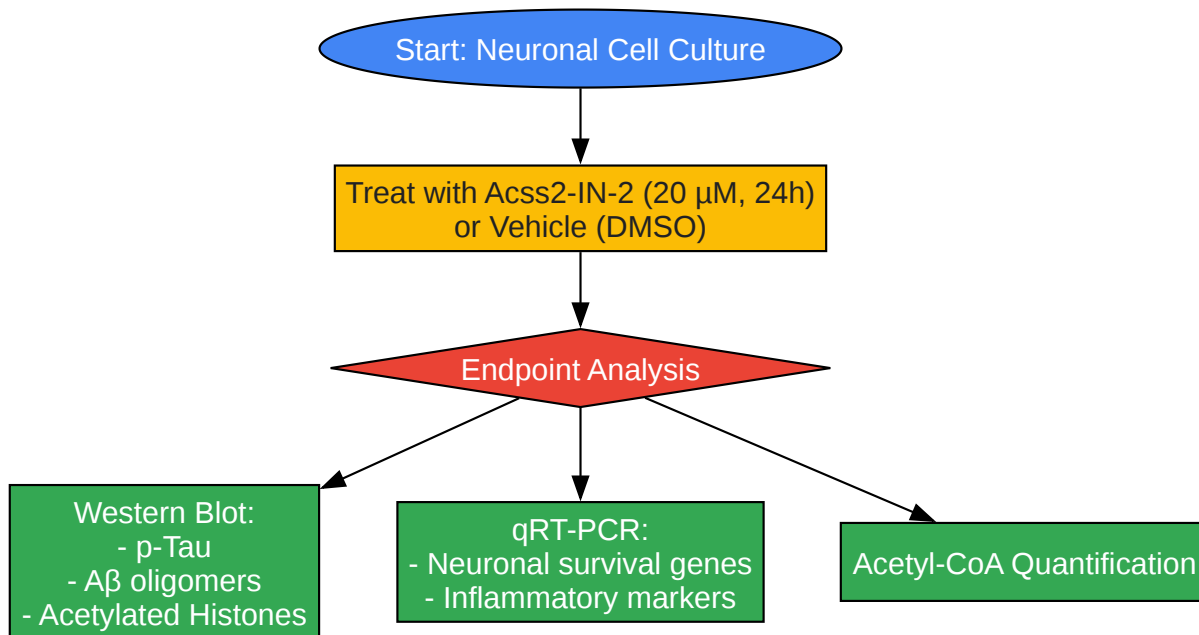 Start: Neuronal Cell Culture
Treat with Acss2-IN-2 (20 µM, 24h)
or Vehicle (DMSO)
Endpoint Analysis
Western Blot:
- p-Tau
- Aβ oligomers
- Acetylated Histones
qRT-PCR:
- Neuronal survival genes
- Inflammatory markers
Acetyl-CoA Quantification